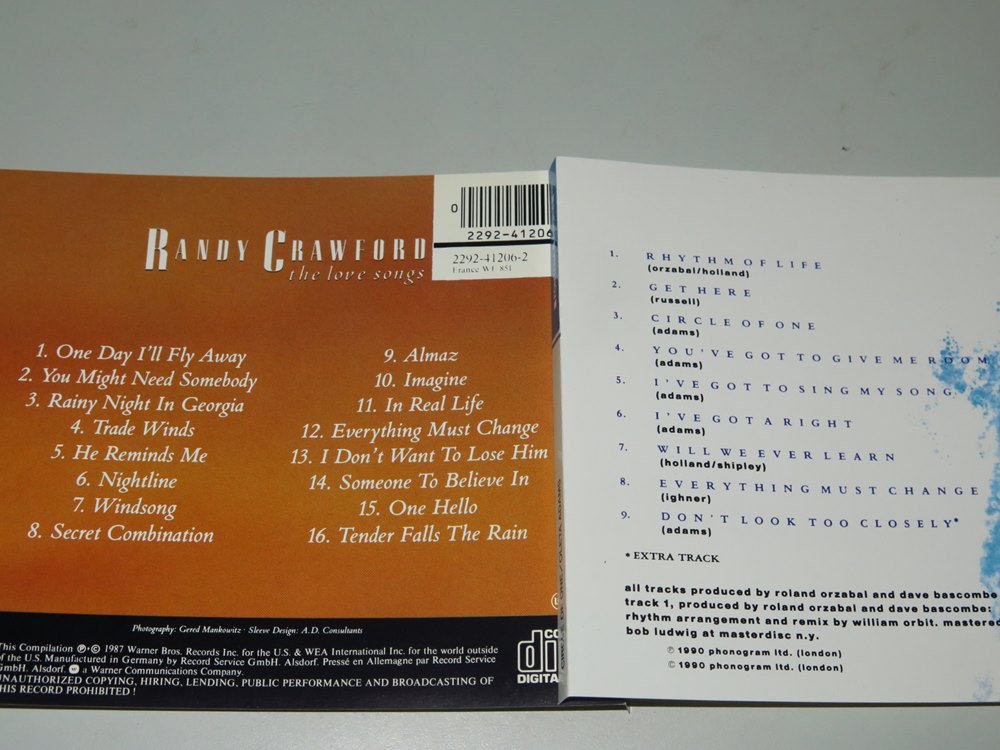 RANDY CRAWFORD
the love songs
0
2292-41206
2292-41206-2
France WE 851
1. One Day I'll Fly Away
2. You Might Need Somebody
3. Rainy Night In Georgia
4. Trade Winds
5. He Reminds Me
6. Nightline
7. Windsong
8. Secret Combination
9. Almaz
10. Imagine
11. In Real Life
12. Everything Must Change
13. I Don't Want To Lose Him
14. Someone To Believe In
15. One Hello
16. Tender Falls The Rain
Photography: Gered Mankowitz · Sleeve Design: A.D. Consultants
This Compilation ℗·© 1987 Warner Bros. Records Inc. for the U.S. & WEA International Inc. for the world outside
of the U.S. Manufactured in Germany by Record Service GmbH. Alsdorf. Pressé en Allemagne par Record Service
GmbH. Alsdorf. a Warner Communications Company.
UNAUTHORIZED COPYING, HIRING, LENDING, PUBLIC PERFORMANCE AND BROADCASTING OF
THIS RECORD PROHIBITED !
DIGITA
1. RHYTHM OF LIFE
(orzabal/holland)
2. GET HERE
(russell)
3. CIRCLE OF ONE
(adams)
4. YOU'VE GOT TO GIVE ME ROOM
(adams)
5. I'VE GOT TO SING MY SONG
(adams)
6. I'VE GOT A RIGHT
(adams)
7. WILL WE EVER LEARN
(holland/shipley)
8. EVERYTHING MUST CHANGE
(ighner)
9. DON'T LOOK TOO CLOSELY*
(adams)
* EXTRA TRACK
all tracks produced by roland orzabal and dave bascombe
track 1, produced by roland orzabal and dave bascombe:
rhythm arrangement and remix by william orbit. mastered
bob ludwig at masterdisc n.y.
℗ 1990 phonogram ltd. (london)
© 1990 phonogram ltd. (london)